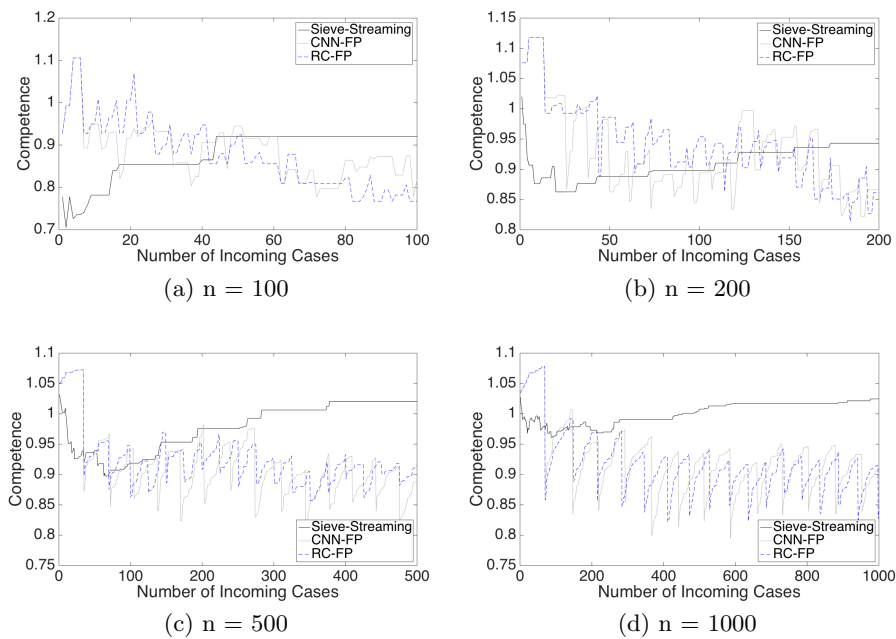 1.2
1.1
1
0.9
0.8
0.7
Competence
0 20 40 60 80 100
Number of Incoming Cases
Sieve-Streaming
CNN-FP
RC-FP
(a) n = 100
1.15
1.1
1.05
1
0.95
0.9
0.85
0.8
Competence
0 50 100 150 200
Number of Incoming Cases
Sieve-Streaming
CNN-FP
RC-FP
(b) n = 200
1.1
1.05
1
0.95
0.9
0.85
0.8
0.75
Competence
0 100 200 300 400 500
Number of Incoming Cases
Sieve-Streaming
CNN-FP
RC-FP
(c) n = 500
1.1
1.05
1
0.95
0.9
0.85
0.8
0.75
Competence
0 200 400 600 800 1000
Number of Incoming Cases
Sieve-Streaming
CNN-FP
RC-FP
(d) n = 1000